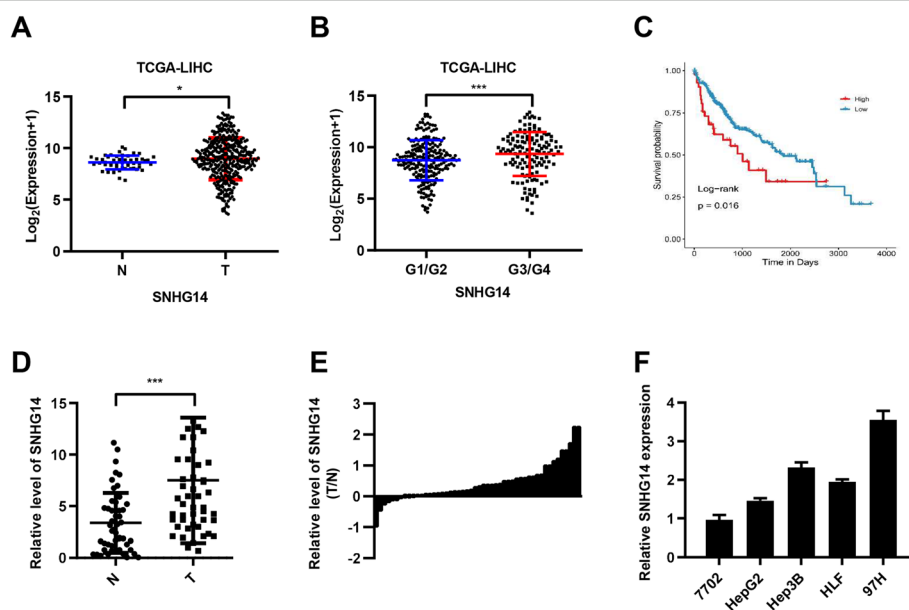 A
TCGA-LIHC
*
Log2(Expression+1)
15
10
5
0
N
T
SNHG14
B
TCGA-LIHC
***
Log2(Expression+1)
15
10
5
0
G1/G2
G3/G4
SNHG14
C
Survival probability
1.00
0.75
0.50
0.25
0.00
High
Low
Log-rank
p = 0.016
0
1000
2000
3000
4000
Time in Days
D
***
Relative level of SNHG14
15
10
5
0
N
T
E
Relative level of SNHG14
(T/N)
3
2
1
0
-1
-2
F
Relative SNHG14 expression
4
3
2
1
0
7702
HepG2
Hep3B
HLF
97H